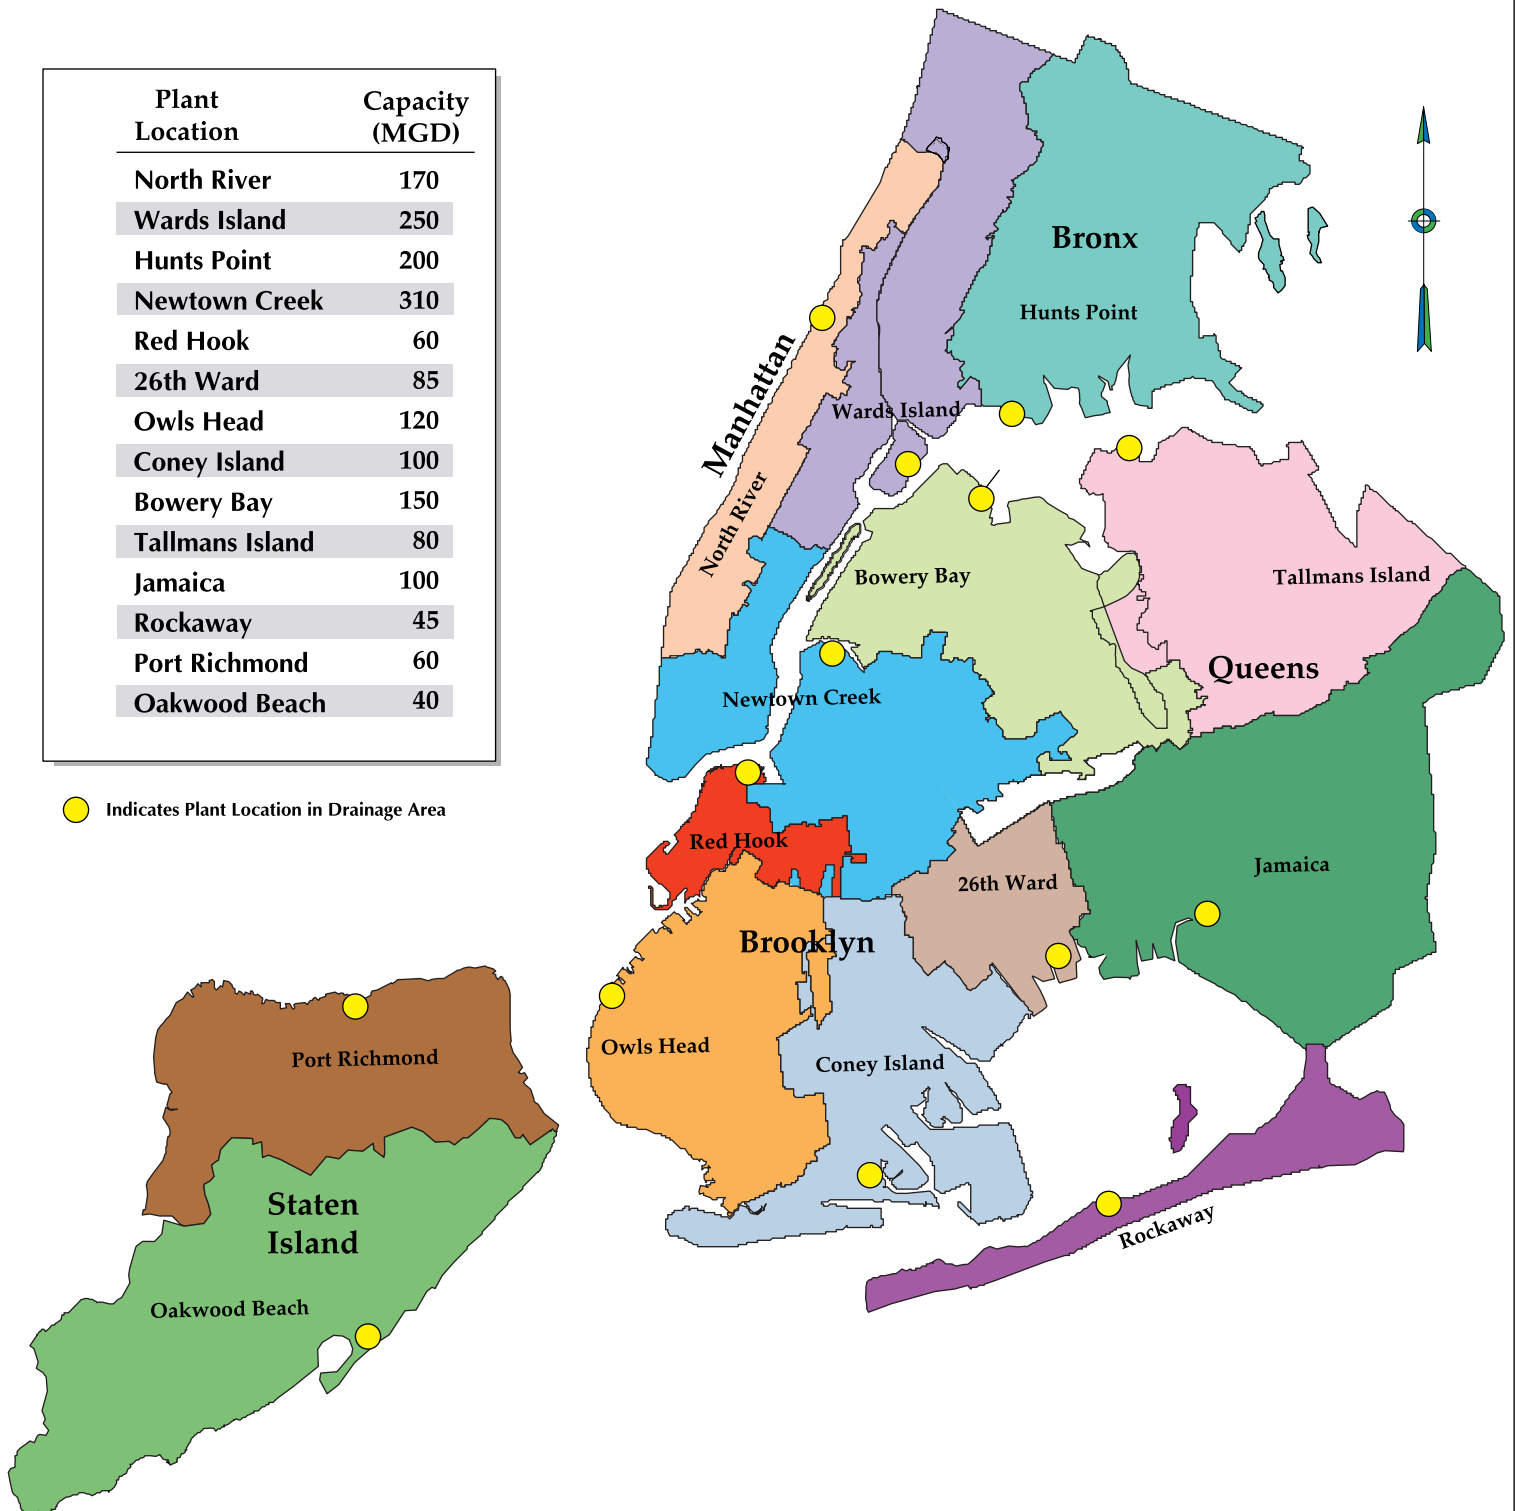 Plant Capacity
Location (MGD)
North River 170
Wards Island 250
Hunts Point 200
Newtown Creek 310
Red Hook 60
26th Ward 85
Owls Head 120
Coney Island 100
Bowery Bay 150
Tallmans Island 80
Jamaica 100
Rockaway 45
Port Richmond 60
Oakwood Beach 40
Indicates Plant Location in Drainage Area
Bronx
Hunts Point
Manhattan
Wards Island
North River
Bowery Bay
Tallmans Island
Queens
Newtown Creek
Red Hook
26th Ward
Jamaica
Brooklyn
Owls Head
Coney Island
Port Richmond
Staten
Island
Rockaway
Oakwood Beach